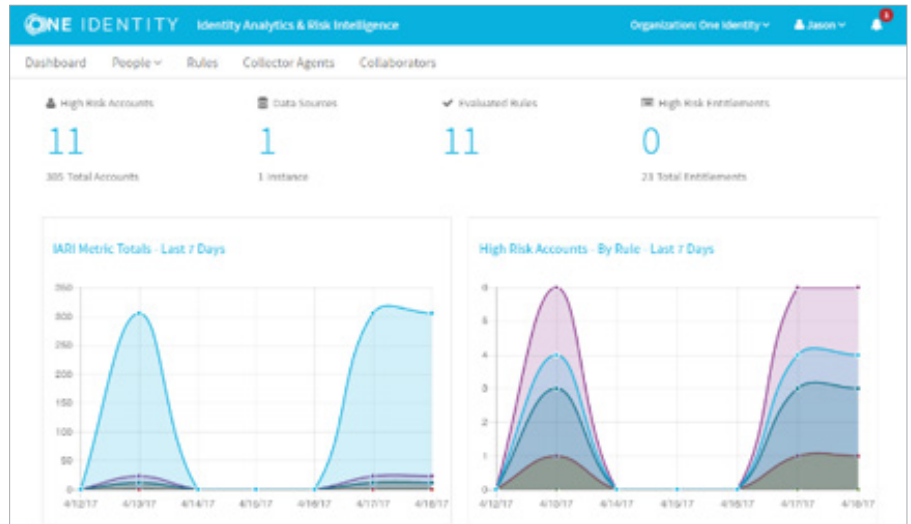 ONE IDENTITY Identity Analytics & Risk Intelligence Organization: One Identity Jason
Dashboard People Rules Collector Agents Collaborators
High Risk Accounts Data Sources Evaluated Rules High Risk Entitlements
11 1 11 0
305 Total Accounts 1 Instance 23 Total Entitlements
IARI Metric Totals - Last 7 Days High Risk Accounts - By Rule - Last 7 Days
350
300
250
200
150
100
50
0
4/12/17 4/13/17 4/14/17 4/15/17 4/16/17 4/17/17 4/18/17
6
5
4
3
2
1
0
4/12/17 4/13/17 4/14/17 4/15/17 4/16/17 4/17/17 4/18/17